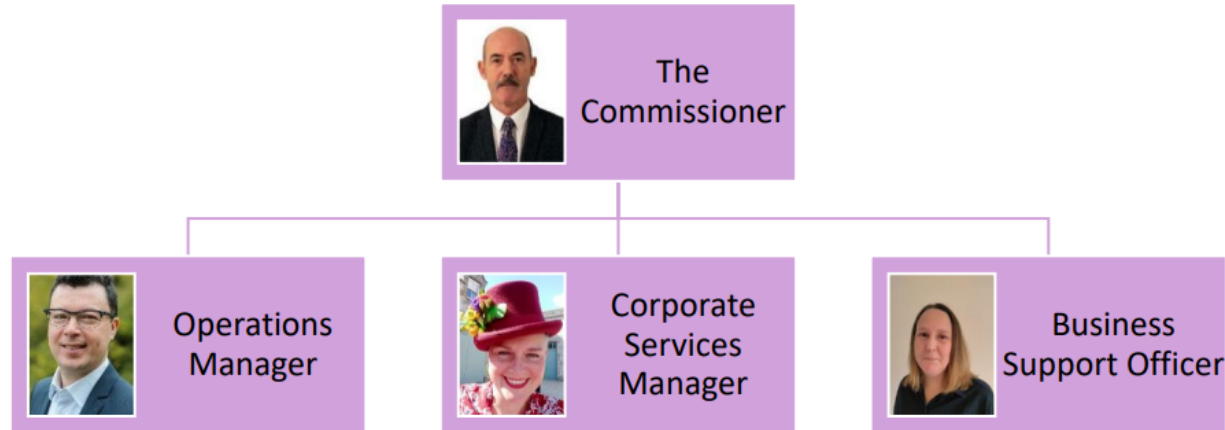 The
Commissioner
Operations
Manager
Corporate
Services
Manager
Business
Support Officer